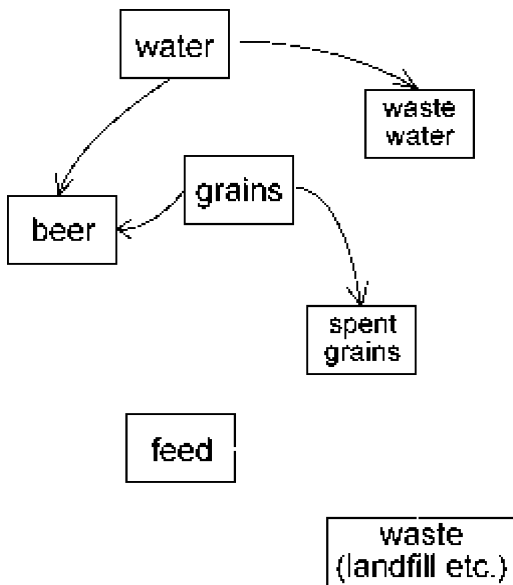 water
waste
water
grains
beer
spent
grains
feed
waste
(landfill etc.)